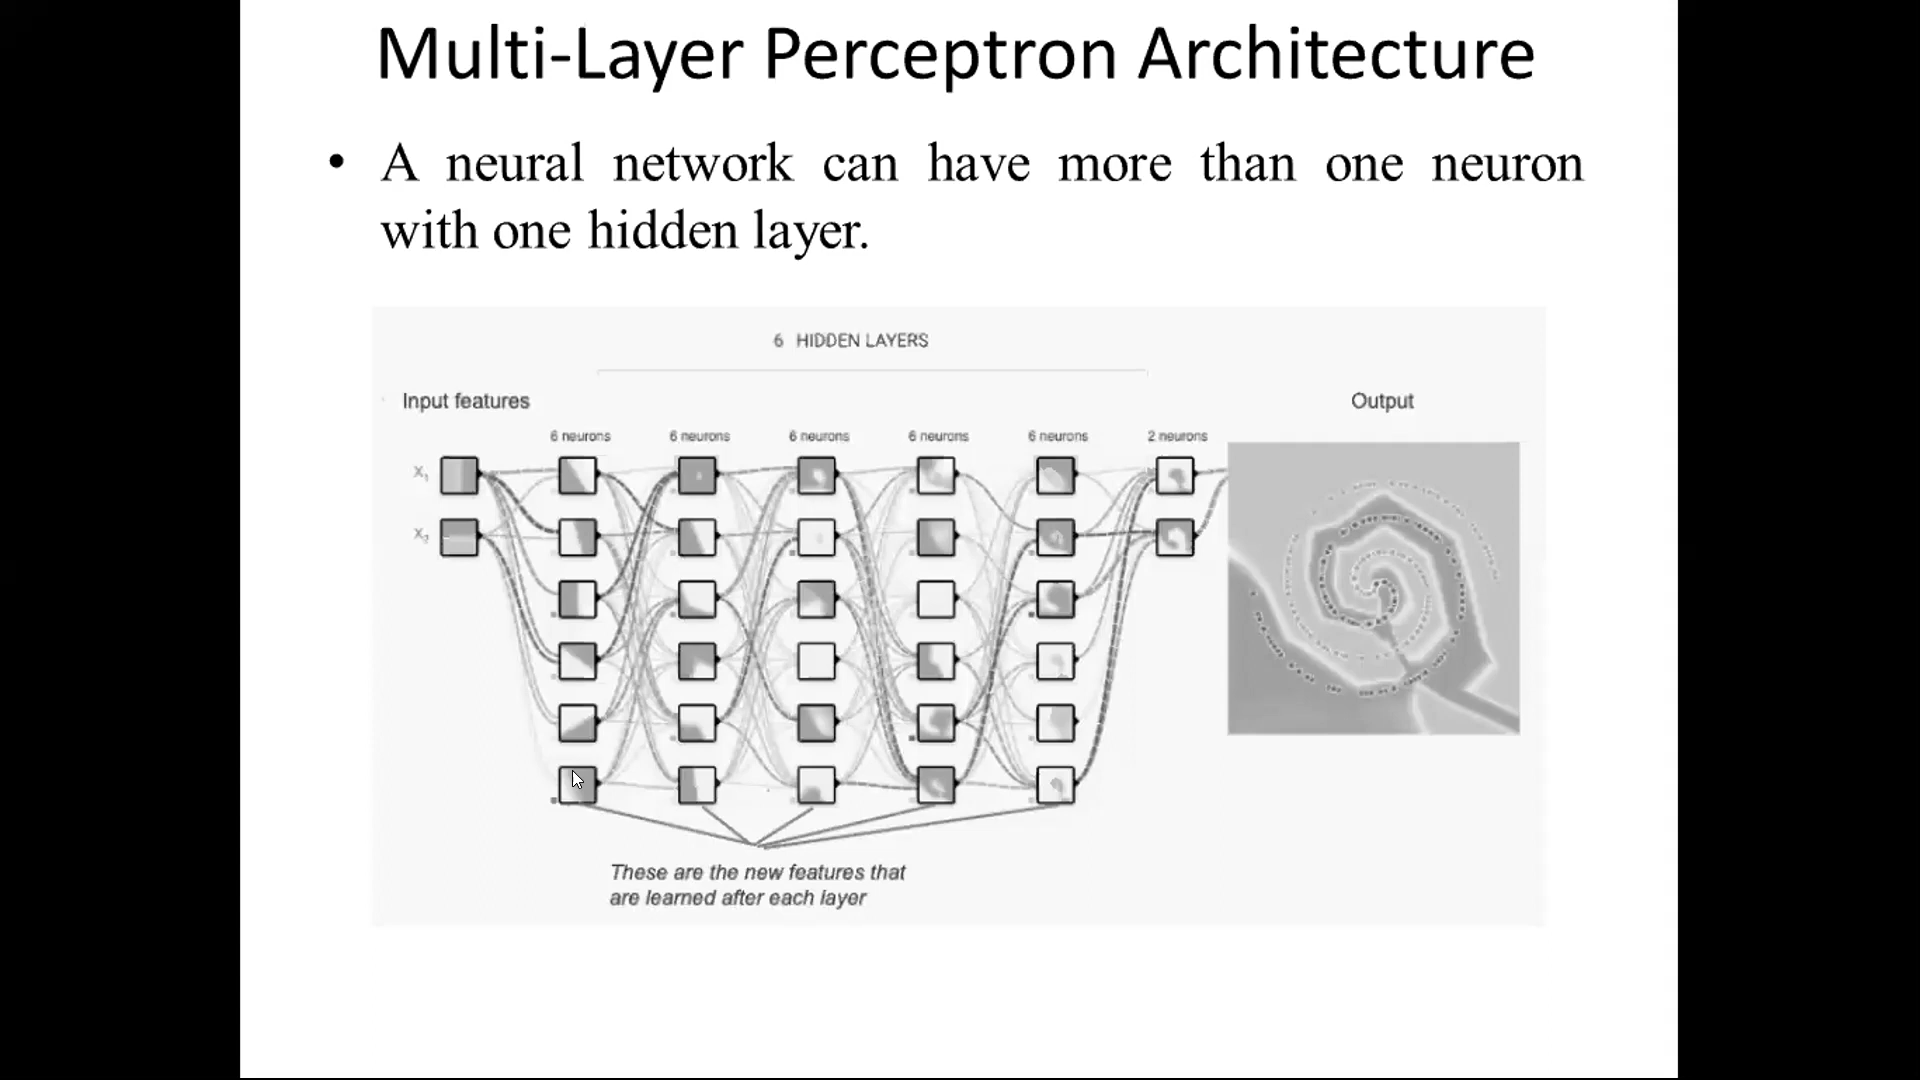 Multi-Layer Perceptron Architecture
• A neural network can have more than one neuron
with one hidden layer.
6 HIDDEN LAYERS
Input features
Output
6 neurons 6 neurons 6 neurons 6 neurons 6 neurons 2 neurons
X1
X2
These are the new features that
are learned after each layer